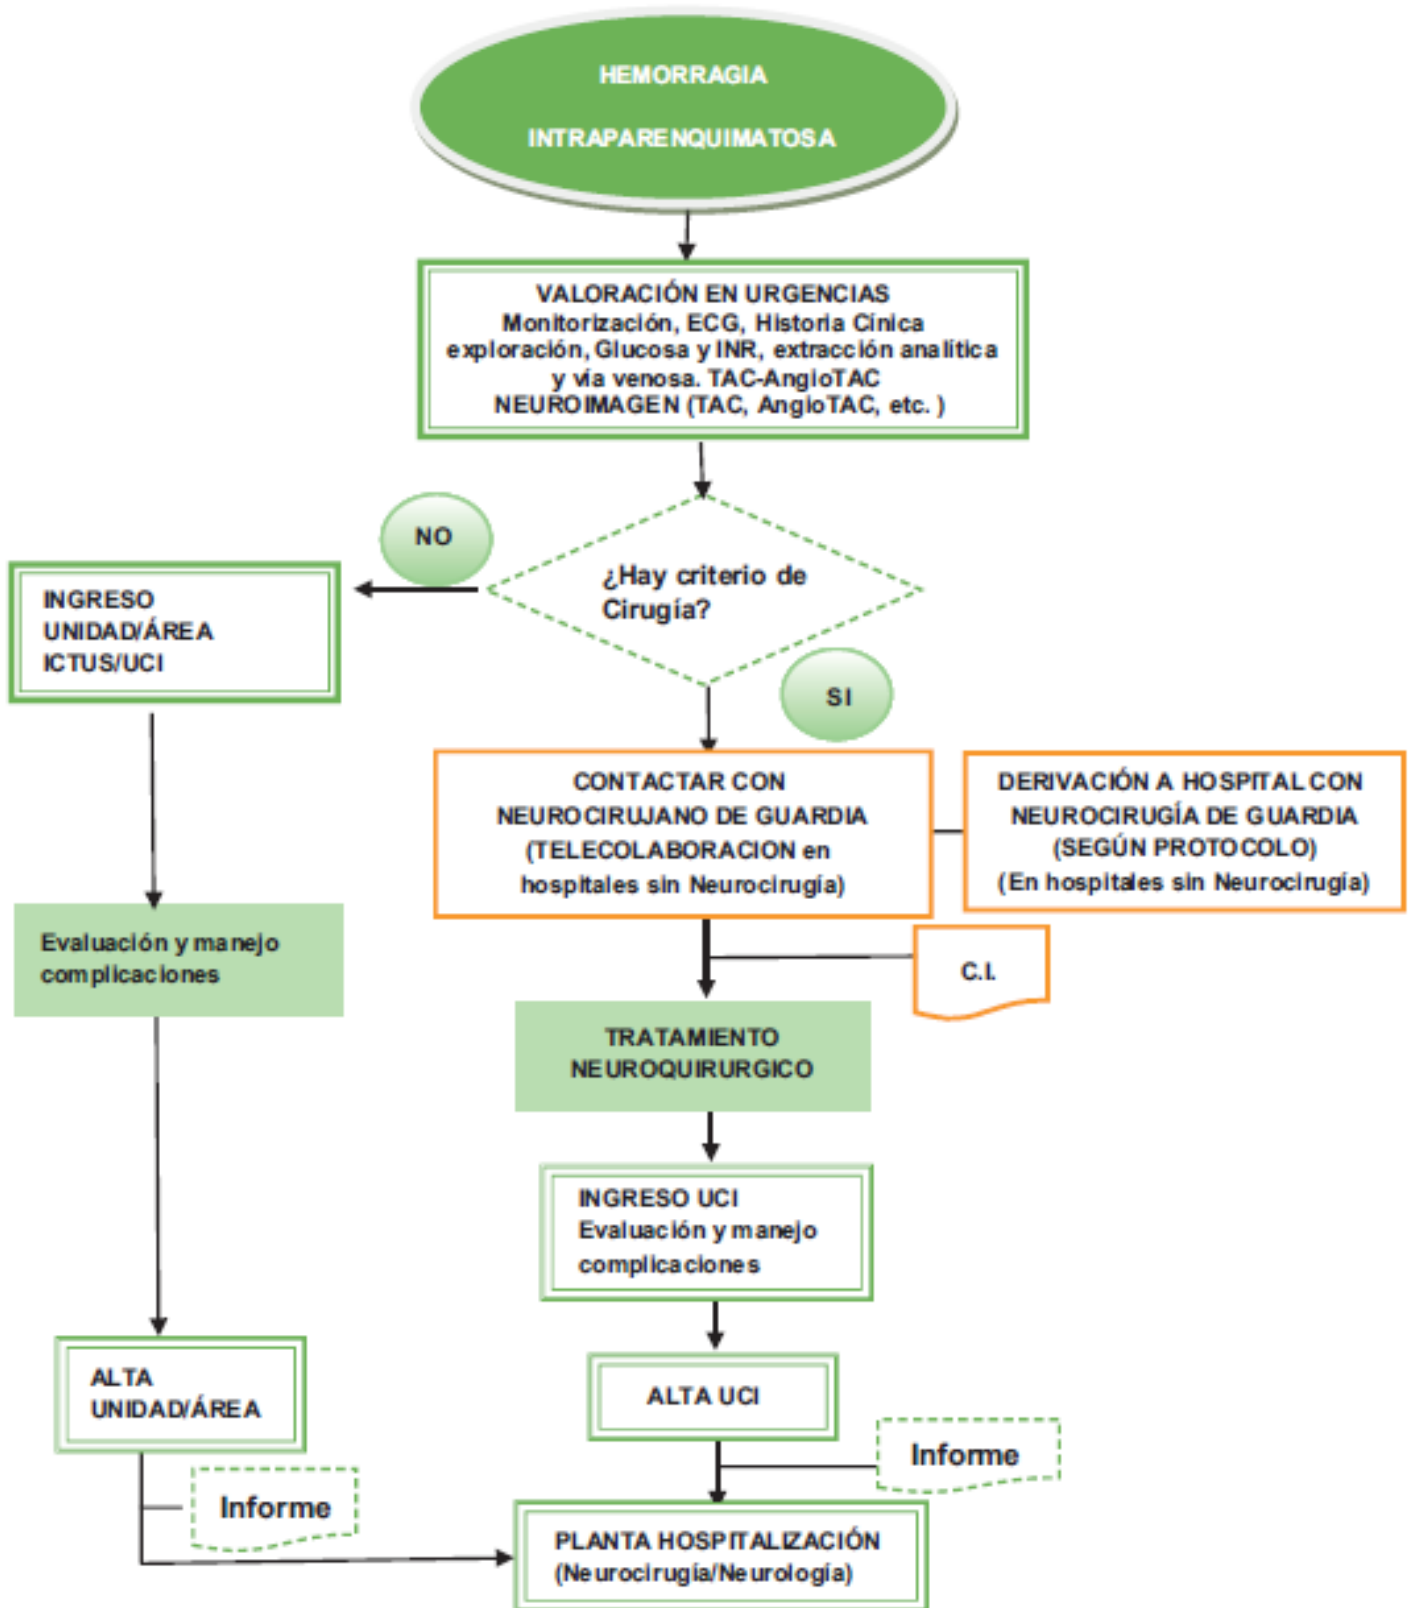 HEMORRAGIA
INTRAPARENQUIMATOSA
VALORACIÓN EN URGENCIAS
Monitorización, ECG, Historia Cínica
exploración, Glucosa y INR, extracción analítica
y vía venosa. TAC-AngioTAC
NEUROIMAGEN (TAC, AngioTAC, etc. )
¿Hay criterio de
Cirugía?
NO
INGRESO
UNIDAD/ÁREA
ICTUS/UCI
SI
CONTACTAR CON
NEUROCIRUJANO DE GUARDIA
(TELECOLABORACION en
hospitales sin Neurocirugía)
DERIVACIÓN A HOSPITAL CON
NEUROCIRUGÍA DE GUARDIA
(SEGÚN PROTOCOLO)
(En hospitales sin Neurocirugía)
Evaluación y manejo
complicaciones
C.I.
TRATAMIENTO
NEUROQUIRURGICO
INGRESO UCI
Evaluación y manejo
complicaciones
ALTA
UNIDAD/ÁREA
ALTA UCI
Informe
Informe
PLANTA HOSPITALIZACIÓN
(Neurocirugía/Neurología)